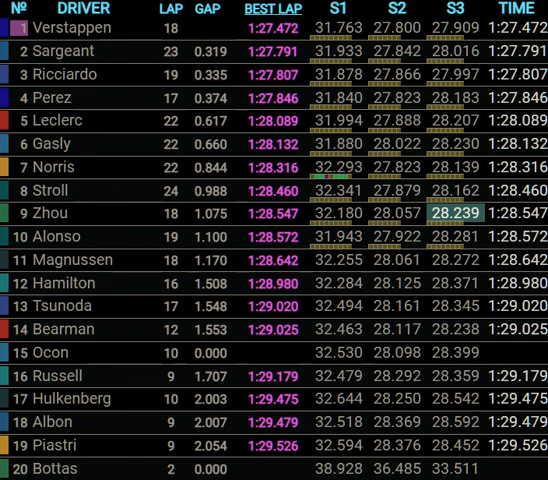 Nº DRIVER LAP GAP BEST LAP S1 S2 S3 TIME
1 Verstappen 18 1:27.472 31.763 27.800 27.909 1:27.472
2 Sargeant 23 0.319 1:27.791 31.933 27.842 28.016 1:27.791
3 Ricciardo 19 0.335 1:27.807 31.878 27.866 27.997 1:27.807
4 Perez 17 0.374 1:27.846 31.840 27.823 28.183 1:27.846
5 Leclerc 22 0.617 1:28.089 31.994 27.888 28.207 1:28.089
6 Gasly 22 0.660 1:28.132 31.880 28.022 28.230 1:28.132
7 Norris 22 0.844 1:28.316 32.293 27.823 28.139 1:28.316
8 Stroll 24 0.988 1:28.460 32.341 27.879 28.162 1:28.460
9 Zhou 18 1.075 1:28.547 32.180 28.057 28.239 1:28.547
10 Alonso 19 1.100 1:28.572 31.943 27.922 28.281 1:28.572
11 Magnussen 18 1.170 1:28.642 32.255 28.061 28.272 1:28.642
12 Hamilton 16 1.508 1:28.980 32.284 28.125 28.371 1:28.980
13 Tsunoda 17 1.548 1:29.020 32.494 28.161 28.345 1:29.020
14 Bearman 12 1.553 1:29.025 32.463 28.117 28.238 1:29.025
15 Ocon 10 0.000 32.530 28.098 28.399
16 Russell 9 1.707 1:29.179 32.479 28.292 28.359 1:29.179
17 Hulkenberg 10 2.003 1:29.475 32.644 28.250 28.542 1:29.475
18 Albon 9 2.007 1:29.479 32.518 28.369 28.592 1:29.479
19 Piastri 9 2.054 1:29.526 32.594 28.376 28.452 1:29.526
20 Bottas 2 0.000 38.928 36.485 33.511